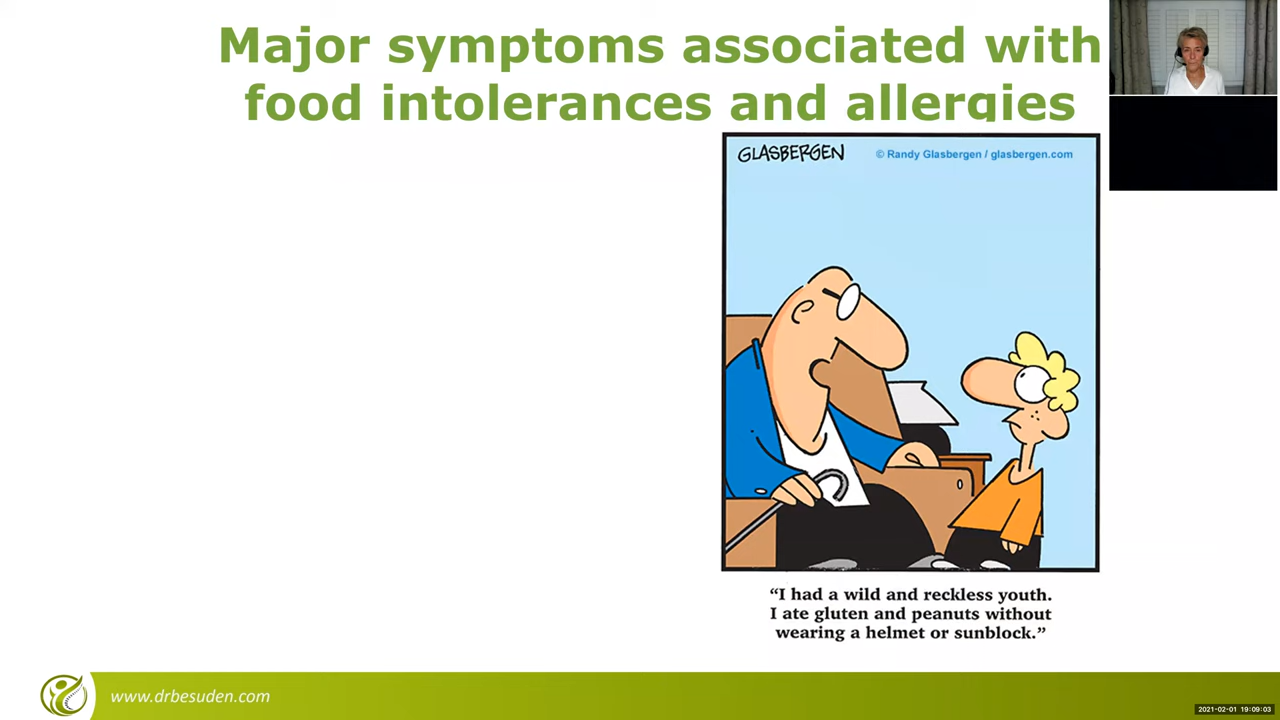 Major symptoms associated with
food intolerances and allergies
GLASBERGEN
© Randy Glasbergen / glasbergen.com
“I had a wild and reckless youth.
I ate gluten and peanuts without
wearing a helmet or sunblock.”
www.drbesuden.com
2021-02-01 19:09:03